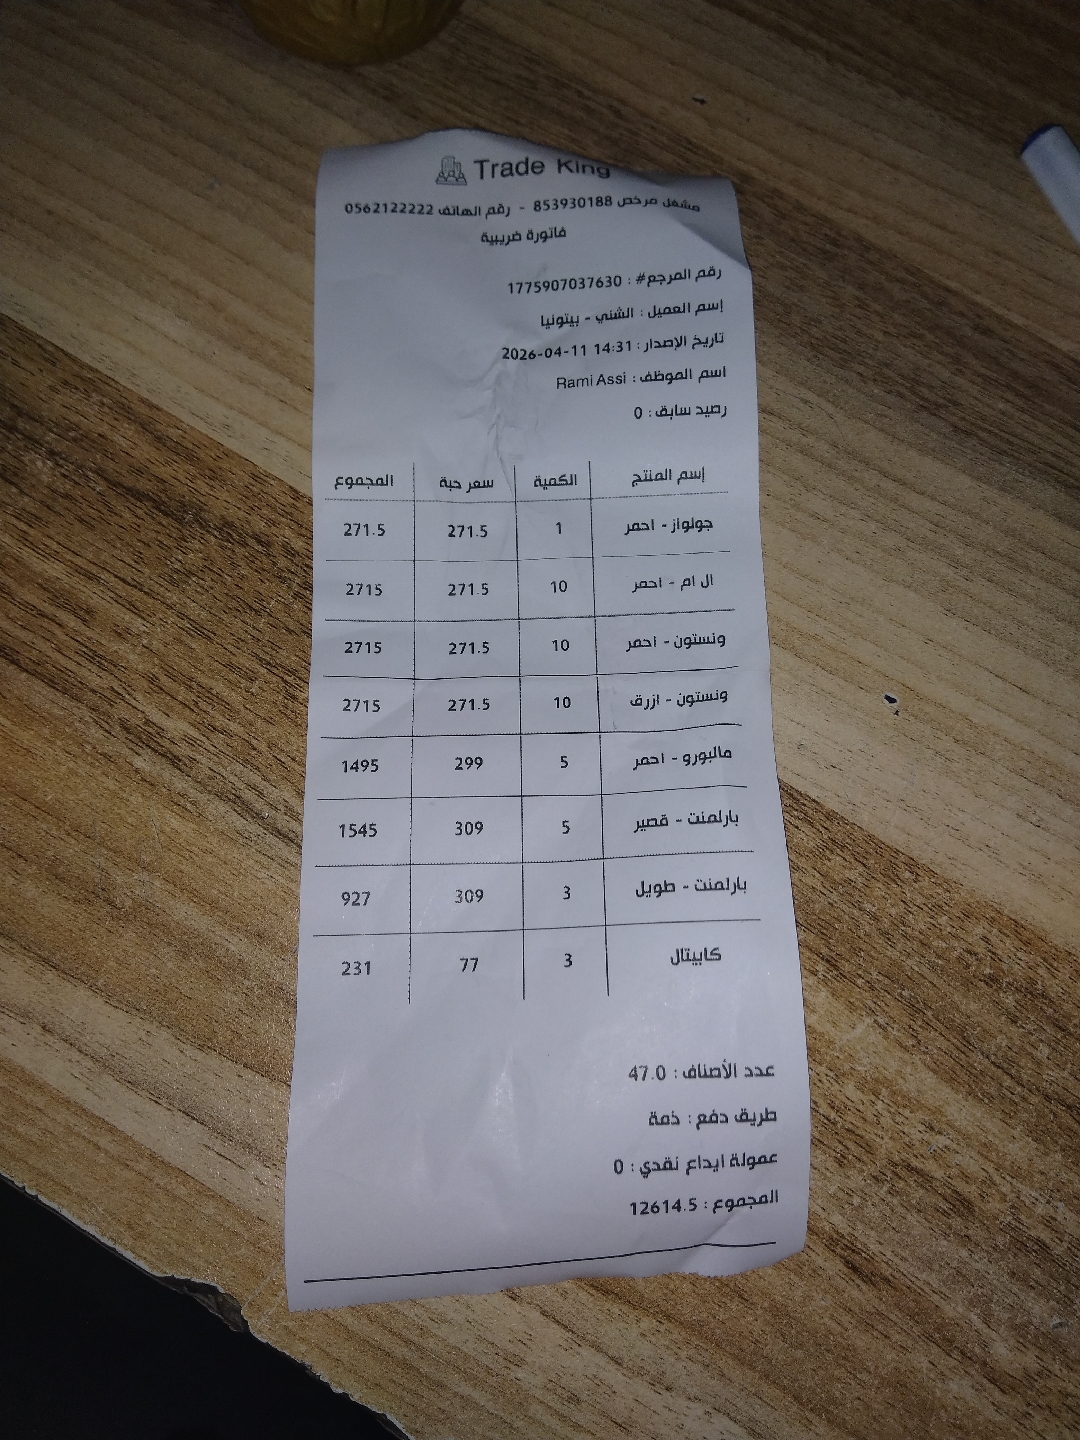 Trade King
مشغل مرخص 853930188 - رقم الهاتف 0562122222
فاتورة ضريبية
رقم المرجع# : 1775907037630
إسم العميل : الشني - بيتونيا
تاريخ الإصدار : 2026-04-11 14:31
اسم الموظف : Rami Assi
رصيد سابق : 0
إسم المنتج الكمية سعر حبة المجموع
جولواز - احمر 1 271.5 271.5
ال ام - احمر 10 271.5 2715
ونستون - احمر 10 271.5 2715
ونستون - ازرق 10 271.5 2715
مالبورو - احمر 5 299 1495
بارلمنت - قصير 5 309 1545
بارلمنت - طويل 3 309 927
كابيتال 3 77 231
عدد الأصناف : 47.0
طريق دفع : ذمة
عمولة ايداع نقدي : 0
المجموع : 12614.5